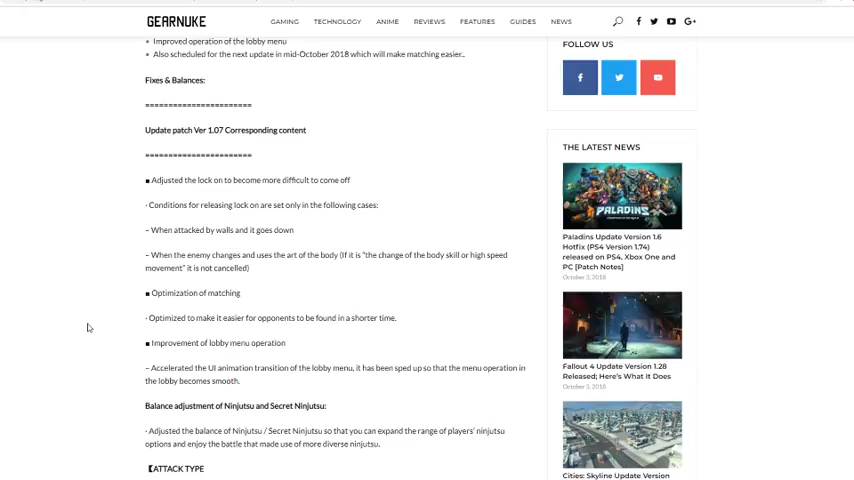 GEARNUKE
GAMING TECHNOLOGY ANIME REVIEWS FEATURES GUIDES NEWS
Improved operation of the lobby menu
Also scheduled for the next update in mid-October 2018 which will make matching easier..
Fixes & Balances:
=======================
Update patch Ver 1.07 Corresponding content
=======================
■ Adjusted the lock on to become more difficult to come off
· Conditions for releasing lock on are set only in the following cases:
– When attacked by walls and it goes down
– When the enemy changes and uses the art of the body (If it is "the change of the body skill or high speed
movement" it is not cancelled)
■ Optimization of matching
· Optimized to make it easier for opponents to be found in a shorter time.
■ Improvement of lobby menu operation
– Accelerated the UI animation transition of the lobby menu, it has been sped up so that the menu operation in
the lobby becomes smooth.
Balance adjustment of Ninjutsu and Secret Ninjutsu:
· Adjusted the balance of Ninjutsu / Secret Ninjutsu so that you can expand the range of players' ninjutsu
options and enjoy the battle that made use of more diverse ninjutsu.
【ATTACK TYPE
FOLLOW US
THE LATEST NEWS
PALADINS
Paladins Update Version 1.6
Hotfix (PS4 Version 1.74)
released on PS4, Xbox One and
PC [Patch Notes]
October 3, 2018
Fallout 4 Update Version 1.28
Released; Here's What it Does
October 3, 2018
Cities: Skyline Update Version